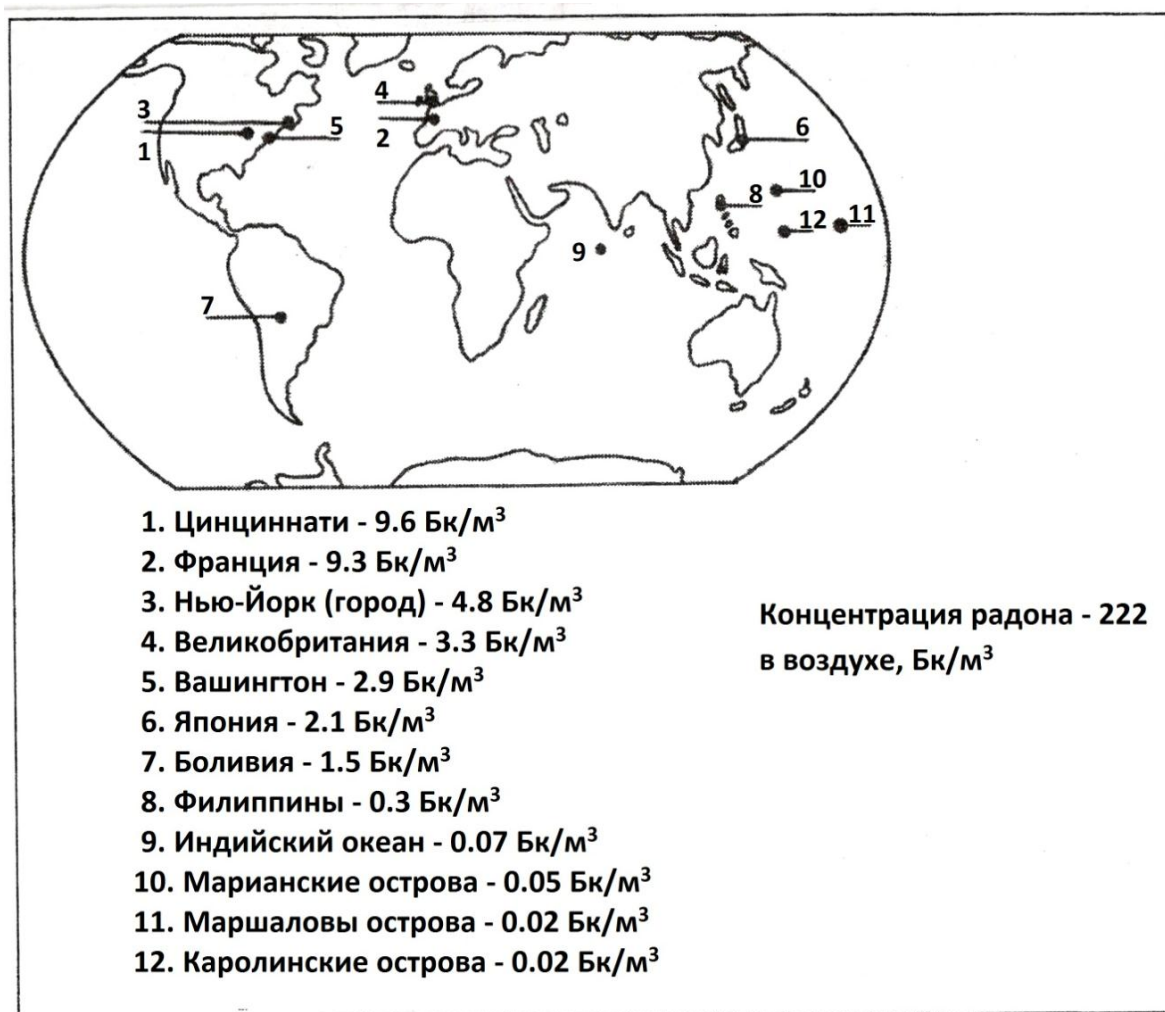 4
3
5
6
2
1
10
8
11
12
9
7
1. Цинциннати - 9.6 Бк/м³
2. Франция - 9.3 Бк/м³
3. Нью-Йорк (город) - 4.8 Бк/м³
4. Великобритания - 3.3 Бк/м³
5. Вашингтон - 2.9 Бк/м³
6. Япония - 2.1 Бк/м³
7. Боливия - 1.5 Бк/м³
8. Филиппины - 0.3 Бк/м³
9. Индийский океан - 0.07 Бк/м³
10. Марианские острова - 0.05 Бк/м³
11. Маршаловы острова - 0.02 Бк/м³
12. Каролинские острова - 0.02 Бк/м³
Концентрация радона - 222
в воздухе, Бк/м³